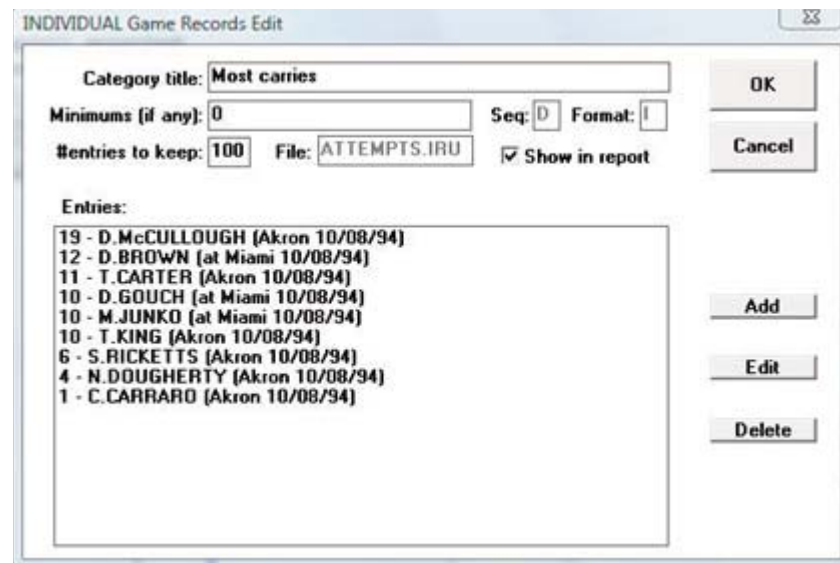 INDIVIDUAL Game Records Edit
Category title: Most carries
OK
Minimums (if any): 0 Seq: D Format: I
#entries to keep: 100 File: ATTEMPTS.IRU Show in report
Cancel
Entries:
19 - D.McCULLOUGH (Akron 10/08/94)
12 - D.BROWN (at Miami 10/08/94)
11 - T.CARTER (Akron 10/08/94)
10 - D.GOUCH (at Miami 10/08/94)
10 - M.JUNKO (at Miami 10/08/94)
10 - T.KING (Akron 10/08/94)
6 - S.RICKETTS (Akron 10/08/94)
4 - N.DOUGHERTY (Akron 10/08/94)
1 - C.CARRARO (Akron 10/08/94)
Add
Edit
Delete